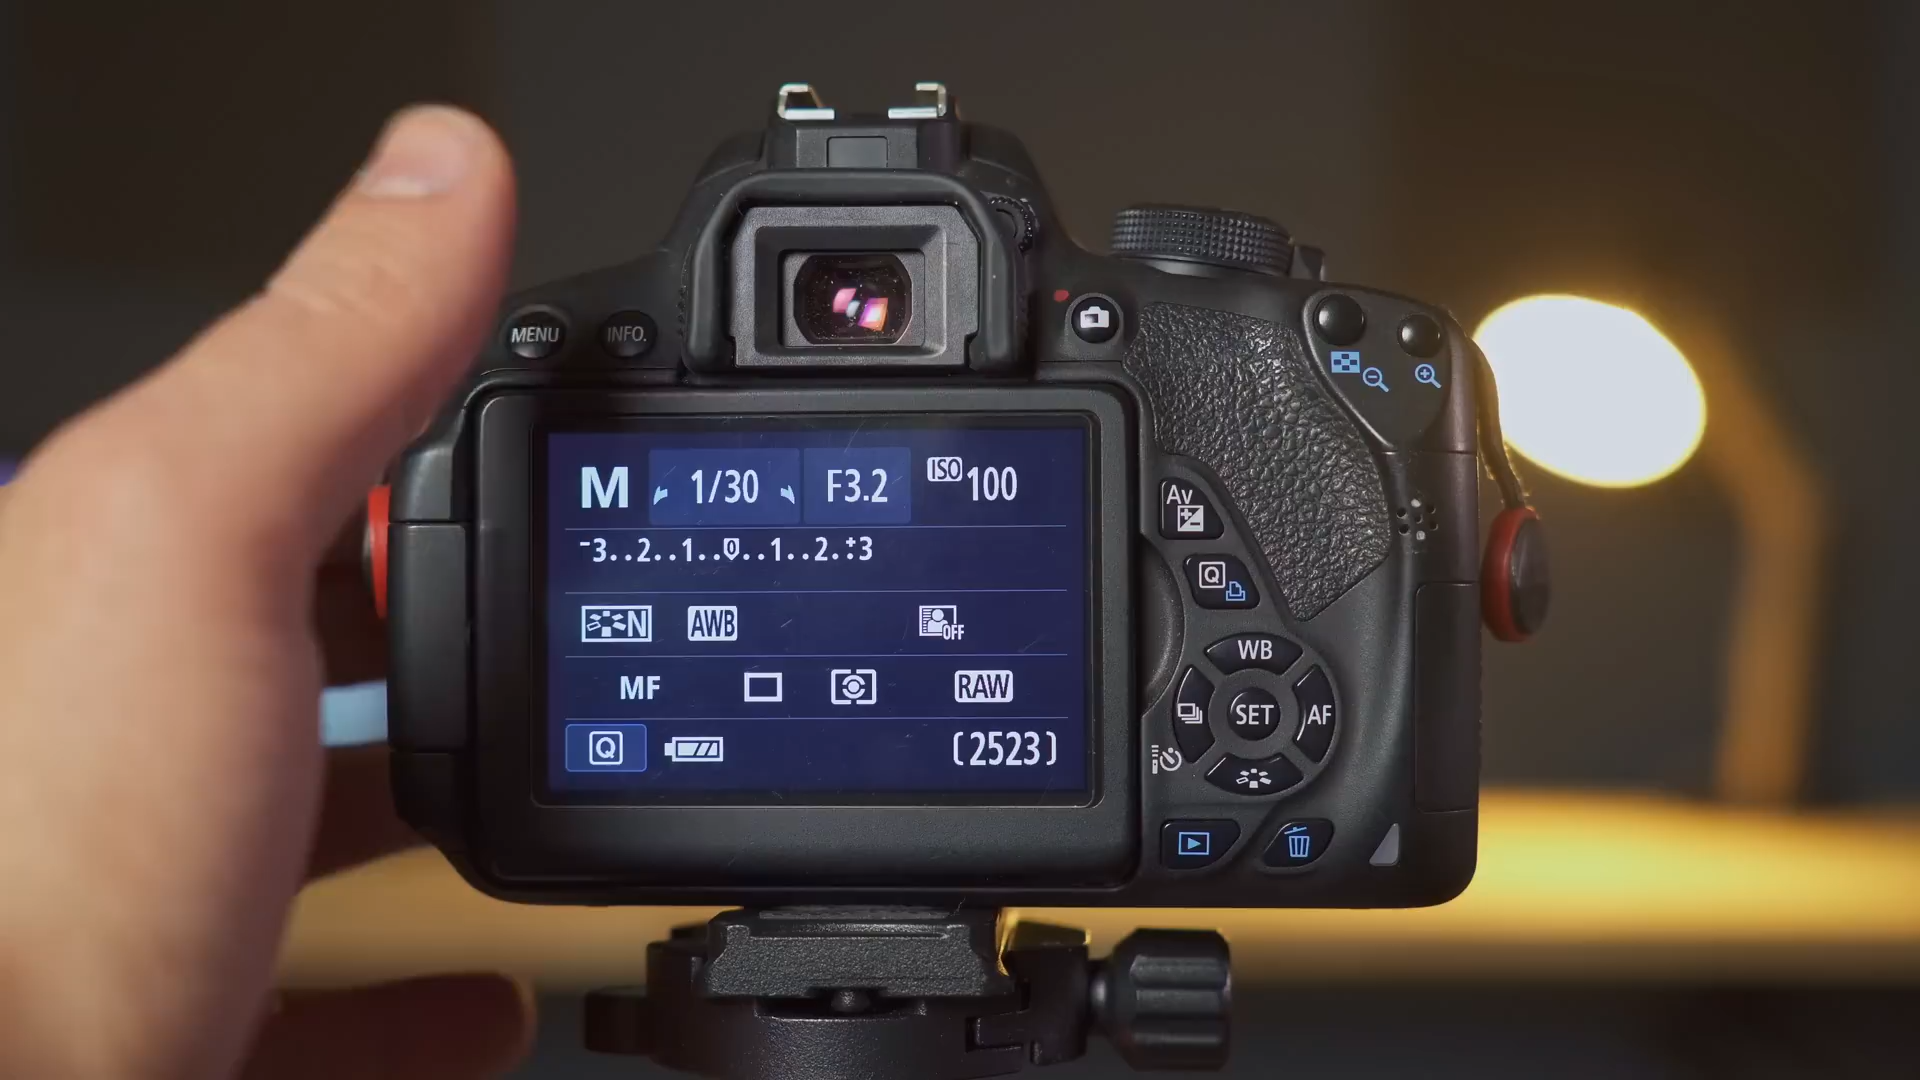 MENU INFO.
M 1/30 F3.2 ISO 100
-3..2..1..0..1..2.:+3
N AWB OFF
MF RAW
Q (2523)
Av
Q
WB
SET AF